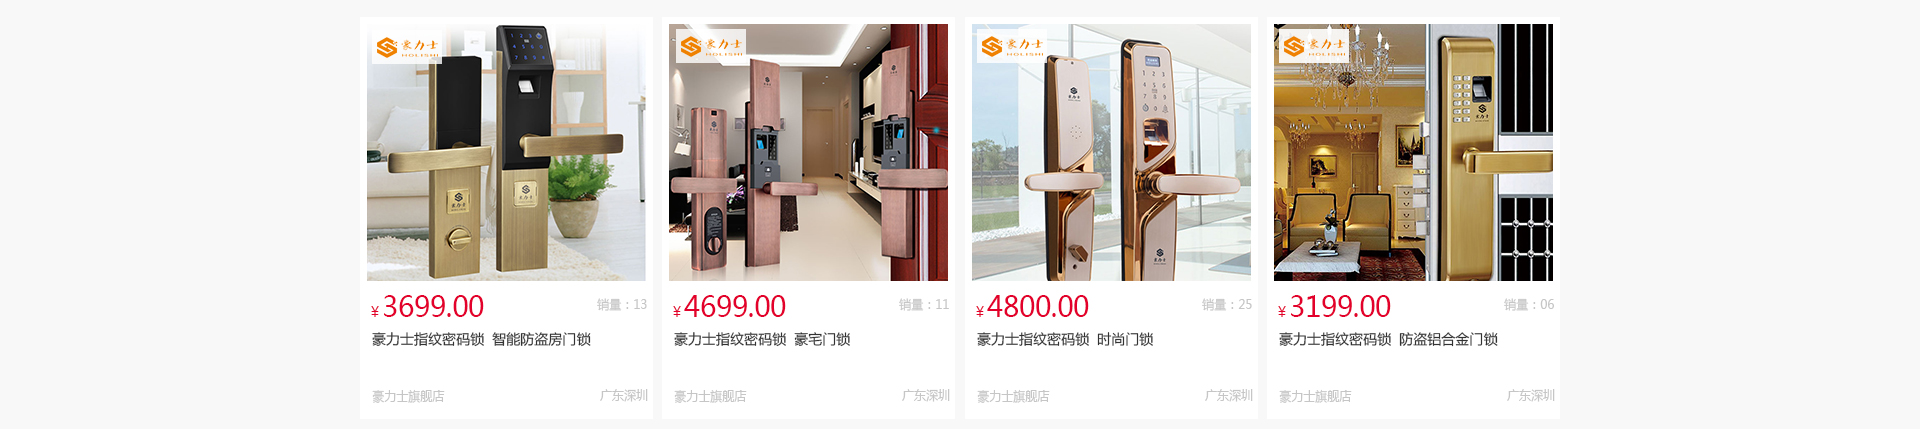 豪力士
HOLISHI
¥3699.00
销量：13
豪力士指纹密码锁 智能防盗房门锁
豪力士旗舰店
广东深圳
豪力士
HOLISHI
¥4699.00
销量：11
豪力士指纹密码锁 豪宅门锁
豪力士旗舰店
广东深圳
豪力士
HOLISHI
¥4800.00
销量：25
豪力士指纹密码锁 时尚门锁
豪力士旗舰店
广东深圳
豪力士
HOLISHI
¥3199.00
销量：06
豪力士指纹密码锁 防盗铝合金门锁
豪力士旗舰店
广东深圳